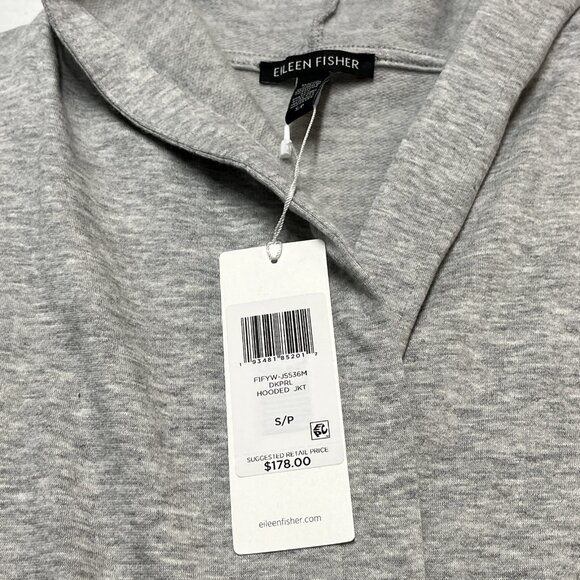 EILEEN FISHER
S/P
1 93481 85201 7
F1FYW-J5536M
DKPRL
HOODED JKT
S/P
SUGGESTED RETAIL PRICE
$178.00
eileenfisher.com